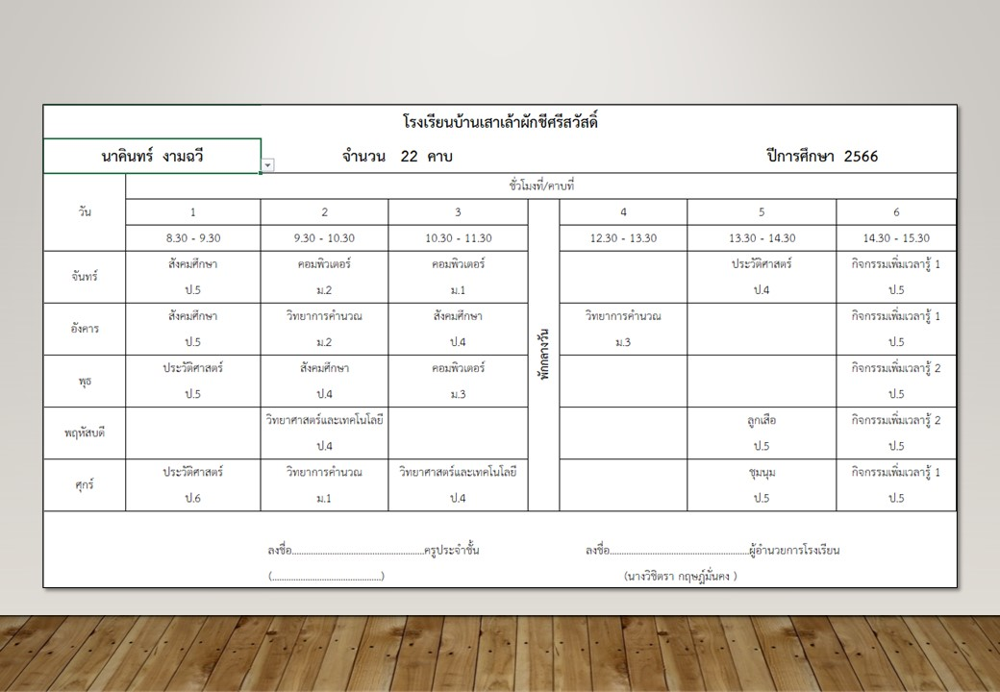 โรงเรียนบ้านเสาเล้าผักชีศรีสวัสดิ์
นาคินทร์ งามฉวี จำนวน 22 คาบ ปีการศึกษา 2566
วัน ชั่วโมงที่/คาบที่
1 2 3 4 5 6
8.30 - 9.30 9.30 - 10.30 10.30 - 11.30 12.30 - 13.30 13.30 - 14.30 14.30 - 15.30
พักกลางวัน
จันทร์ สังคมศึกษา คอมพิวเตอร์ คอมพิวเตอร์ ประวัติศาสตร์ กิจกรรมเพิ่มเวลารู้ 1
ป.5 ม.2 ม.1 ป.4 ป.5
อังคาร สังคมศึกษา วิทยาการคำนวณ สังคมศึกษา วิทยาการคำนวณ กิจกรรมเพิ่มเวลารู้ 1
ป.5 ม.2 ป.4 ม.3 ป.5
พุธ ประวัติศาสตร์ สังคมศึกษา คอมพิวเตอร์ กิจกรรมเพิ่มเวลารู้ 2
ป.5 ป.4 ม.3 ป.5
พฤหัสบดี วิทยาศาสตร์และเทคโนโลยี ลูกเสือ กิจกรรมเพิ่มเวลารู้ 2
ป.4 ป.5 ป.5
ศุกร์ ประวัติศาสตร์ วิทยาการคำนวณ วิทยาศาสตร์และเทคโนโลยี ชุมนุม กิจกรรมเพิ่มเวลารู้ 1
ป.6 ม.1 ป.4 ป.5 ป.5
ลงชื่อ..................................................ครูประจำชั้น ลงชื่อ....................................................ผู้อำนวยการโรงเรียน
(.........................................) (นางวิชิตรา กฤษฎ์มั่นคง )